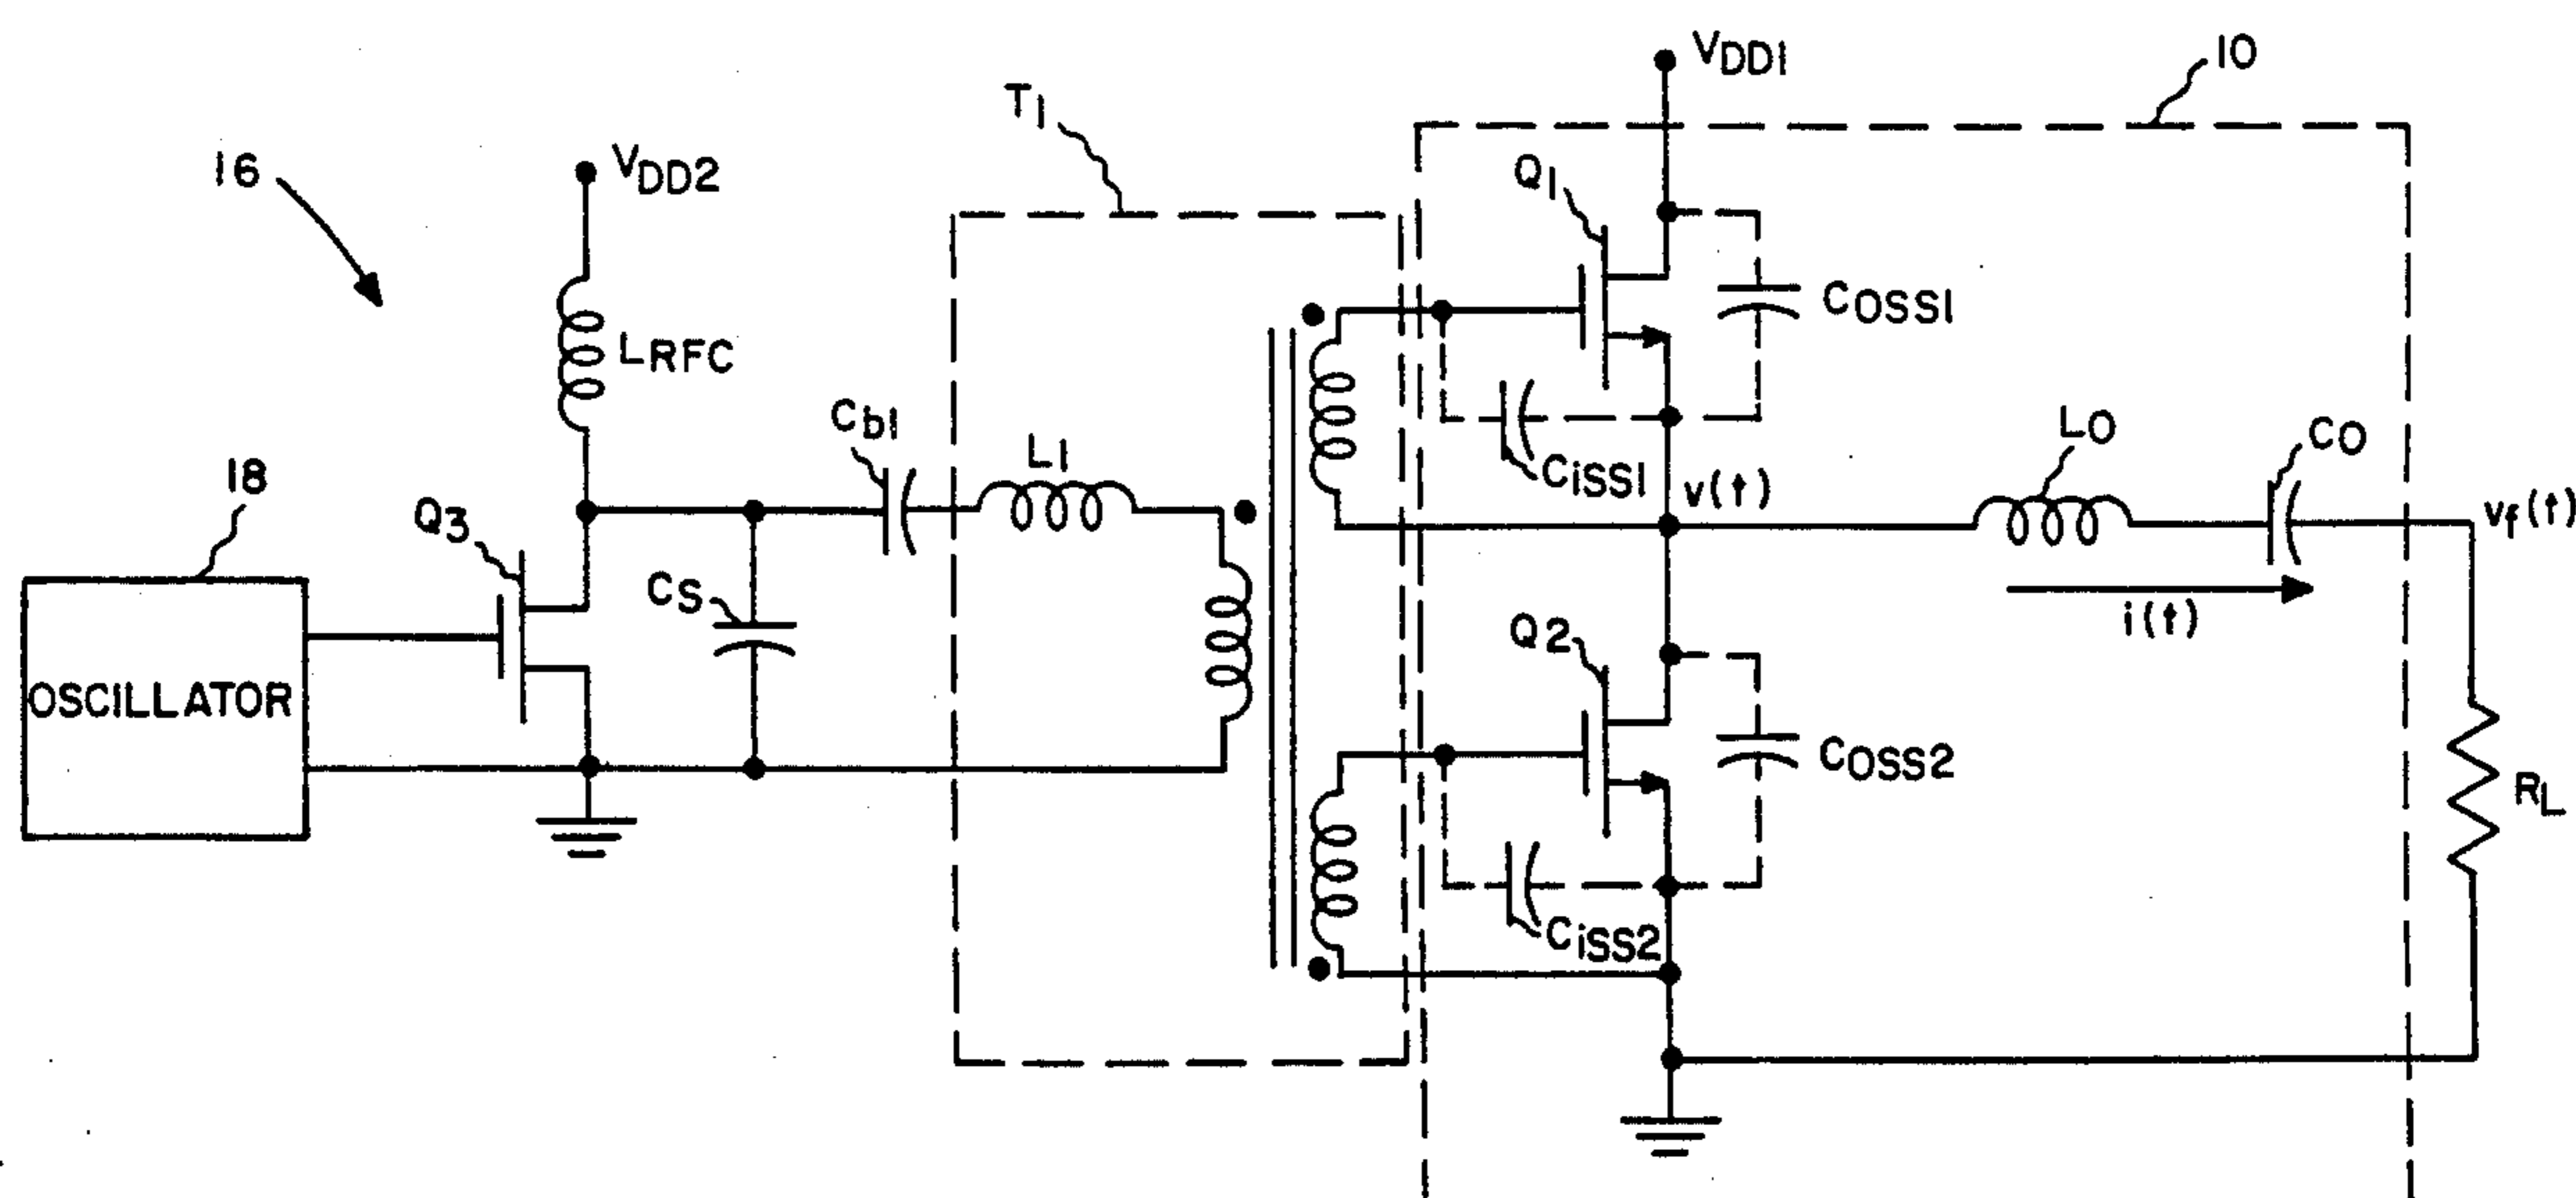 VDD1
10
T1
16
VDD2
Q1
COSS1
LRFC
Cb1
L1
CiSS1
LO
CO
18
Q3
v(t)
vf(t)
CS
i(t)
Q2
OSCILLATOR
COSS2
RL
CiSS2